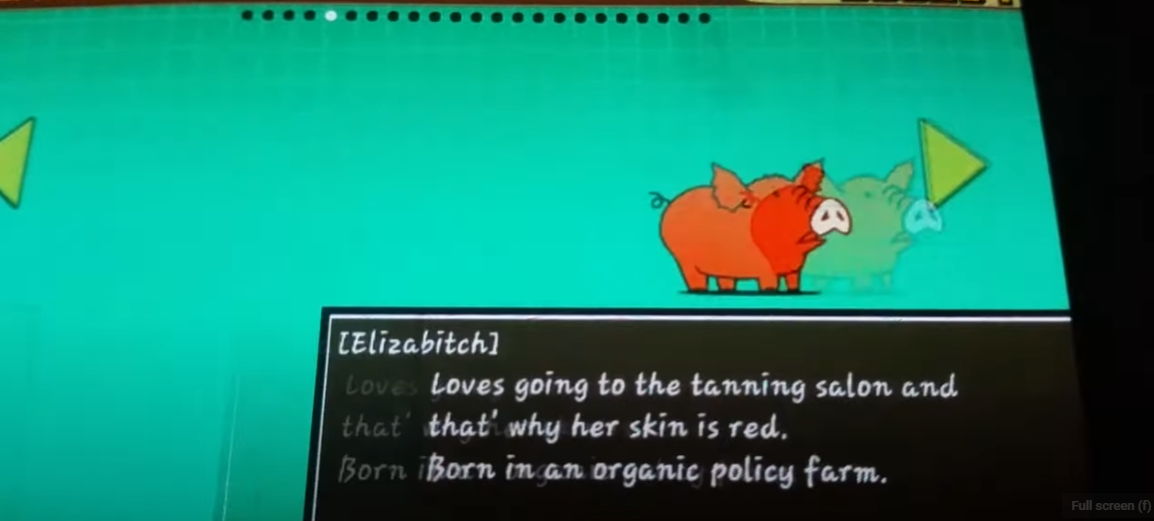 [Elizabitch]
Loves going to the tanning salon and
that' why her skin is red.
Born in an organic policy farm.
Full screen (f)